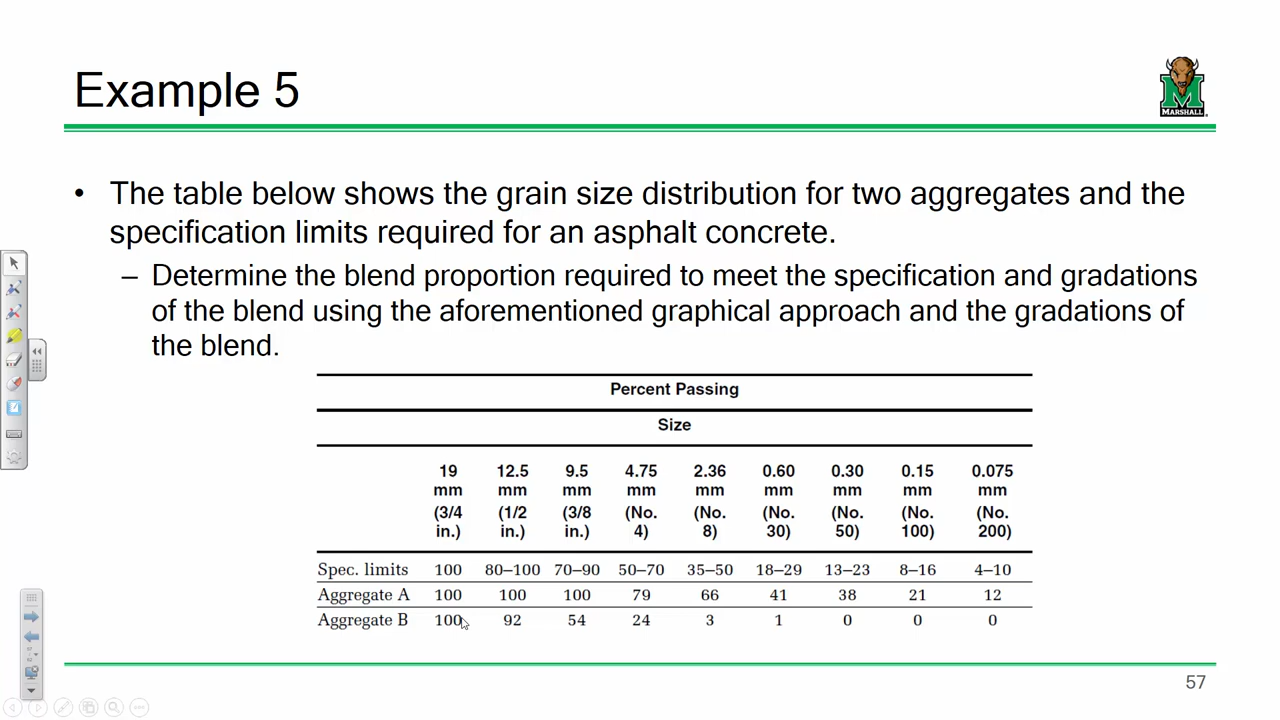 Example 5
MARSHALL
• The table below shows the grain size distribution for two aggregates and the
specification limits required for an asphalt concrete.
– Determine the blend proportion required to meet the specification and gradations
of the blend using the aforementioned graphical approach and the gradations of
the blend.
Percent Passing
Size
19 12.5 9.5 4.75 2.36 0.60 0.30 0.15 0.075
mm mm mm mm mm mm mm mm mm
(3/4 (1/2 (3/8 (No. (No. (No. (No. (No. (No.
in.) in.) in.) 4) 8) 30) 50) 100) 200)
Spec. limits 100 80–100 70–90 50–70 35–50 18–29 13–23 8–16 4–10
Aggregate A 100 100 100 79 66 41 38 21 12
Aggregate B 100 92 54 24 3 1 0 0 0
57